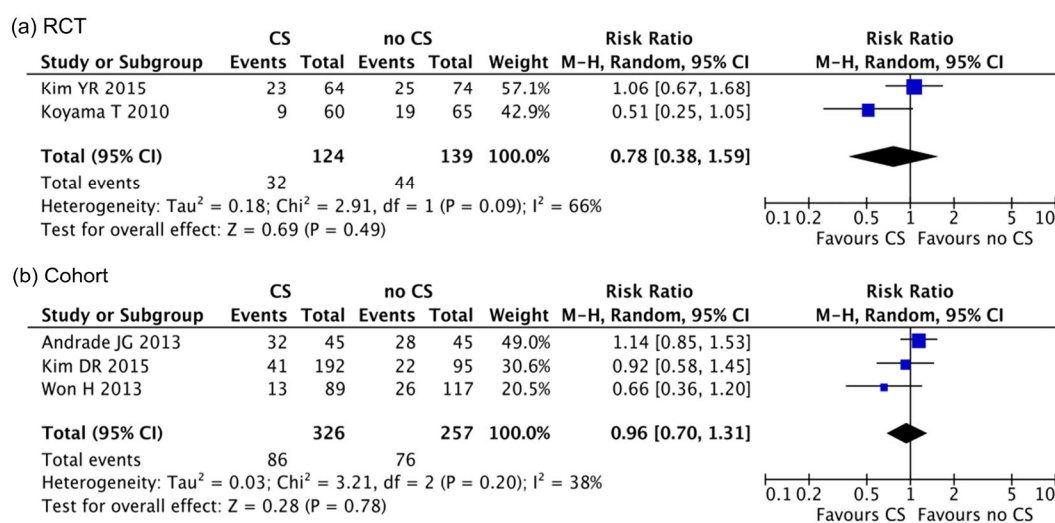 (a) RCT
CS no CS Risk Ratio Risk Ratio
Study or Subgroup Events Total Events Total Weight M-H, Random, 95% CI M-H, Random, 95% CI
Kim YR 2015 23 64 25 74 57.1% 1.06 [0.67, 1.68]
Koyama T 2010 9 60 19 65 42.9% 0.51 [0.25, 1.05]
Total (95% CI) 124 139 100.0% 0.78 [0.38, 1.59]
Total events 32 44
Heterogeneity: Tau² = 0.18; Chi² = 2.91, df = 1 (P = 0.09); I² = 66%
Test for overall effect: Z = 0.69 (P = 0.49)
0.1 0.2 0.5 1 2 5 10
Favours CS Favours no CS
(b) Cohort
CS no CS Risk Ratio Risk Ratio
Study or Subgroup Events Total Events Total Weight M-H, Random, 95% CI M-H, Random, 95% CI
Andrade JG 2013 32 45 28 45 49.0% 1.14 [0.85, 1.53]
Kim DR 2015 41 192 22 95 30.6% 0.92 [0.58, 1.45]
Won H 2013 13 89 26 117 20.5% 0.66 [0.36, 1.20]
Total (95% CI) 326 257 100.0% 0.96 [0.70, 1.31]
Total events 86 76
Heterogeneity: Tau² = 0.03; Chi² = 3.21, df = 2 (P = 0.20); I² = 38%
Test for overall effect: Z = 0.28 (P = 0.78)
0.1 0.2 0.5 1 2 5 10
Favours CS Favours no CS